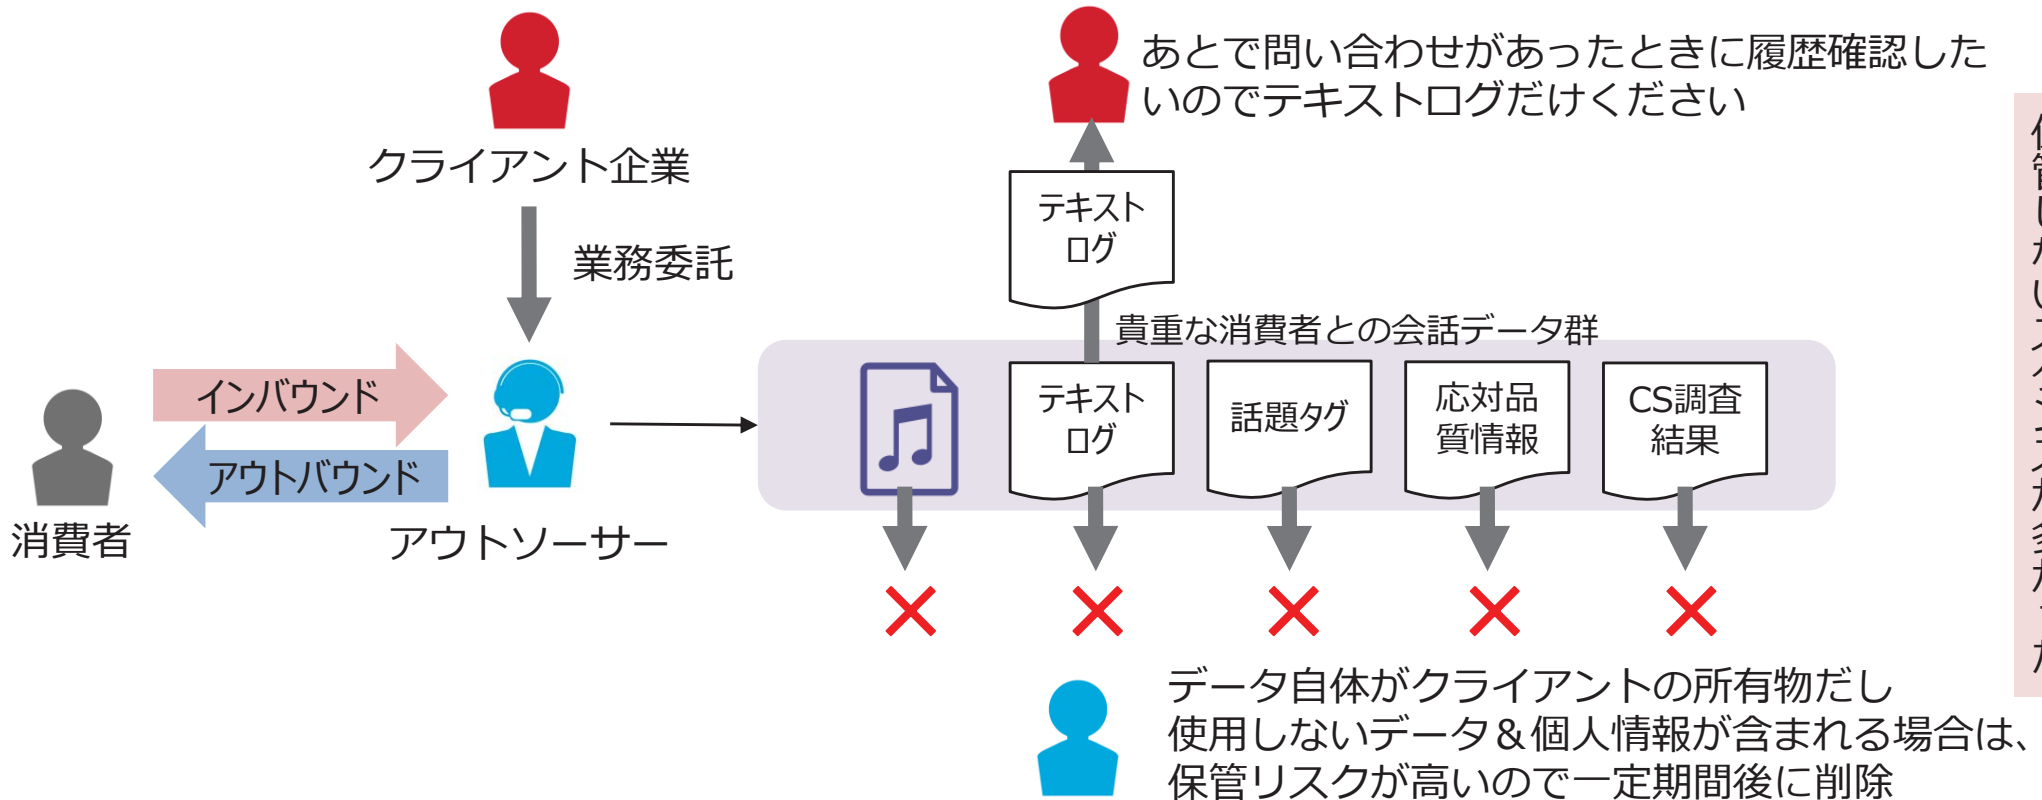 あとで問い合わせがあったときに履歴確認した
いのでテキストログだけください
クライアント企業
テキスト
ログ
業務委託
貴重な消費者との会話データ群
インバウンド
アウトバウンド
テキスト
ログ
話題タグ
応対品
質情報
CS調査
結果
消費者
アウトソーサー
データ自体がクライアントの所有物だし
使用しないデータ&個人情報が含まれる場合は、
保管リスクが高いので一定期間後に削除